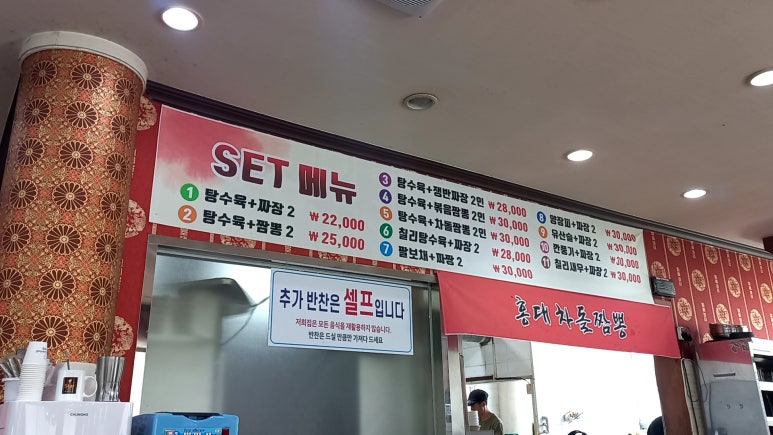 SET 메뉴
1 탕수육+짜장 2 ₩22,000
2 탕수육+짬뽕 2 ₩25,000
3 탕수육+쟁반짜장 2인 ₩28,000
4 탕수육+볶음짬뽕 2인 ₩30,000
5 탕수육+차돌짬뽕 2인 ₩30,000
6 칠리탕수육+짜장 2 ₩28,000
7 팔보채+짜짱 2 ₩30,000
8 양장피+짜장 2 ₩30,000
9 유산슬+짜장 2 ₩30,000
10 깐풍기+짜장 2 ₩30,000
11 칠리새우+짜장 2 ₩30,000
추가 반찬은 셀프입니다
저희집은 모든 음식을 재활용하지 않습니다.
반찬은 드실 만큼만 가져다 드세요
홍대 차돌짬뽕